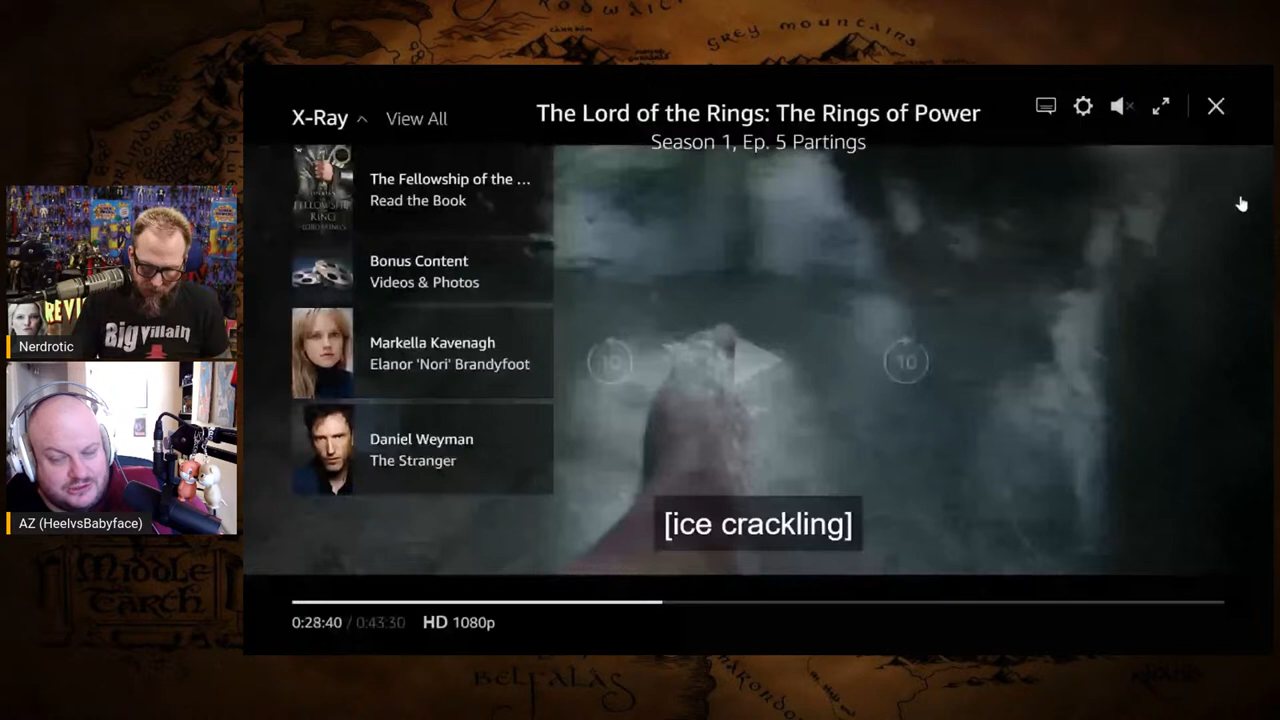 GREY MOUNTAINS
X-Ray View All
The Lord of the Rings: The Rings of Power
Season 1, Ep. 5 Partings
The Fellowship of the ...
Read the Book
FELLOWSHIP
RING
Bonus Content
Videos & Photos
Markella Kavenagh
Elanor 'Nori' Brandyfoot
Daniel Weyman
The Stranger
10
10
[ice crackling]
0:28:40 / 0:43:30 HD 1080p
REVI
Big Villain
Nerdrotic
AZ (HeelvsBabyface)
MIDDLE
EARTH
BELFALAS